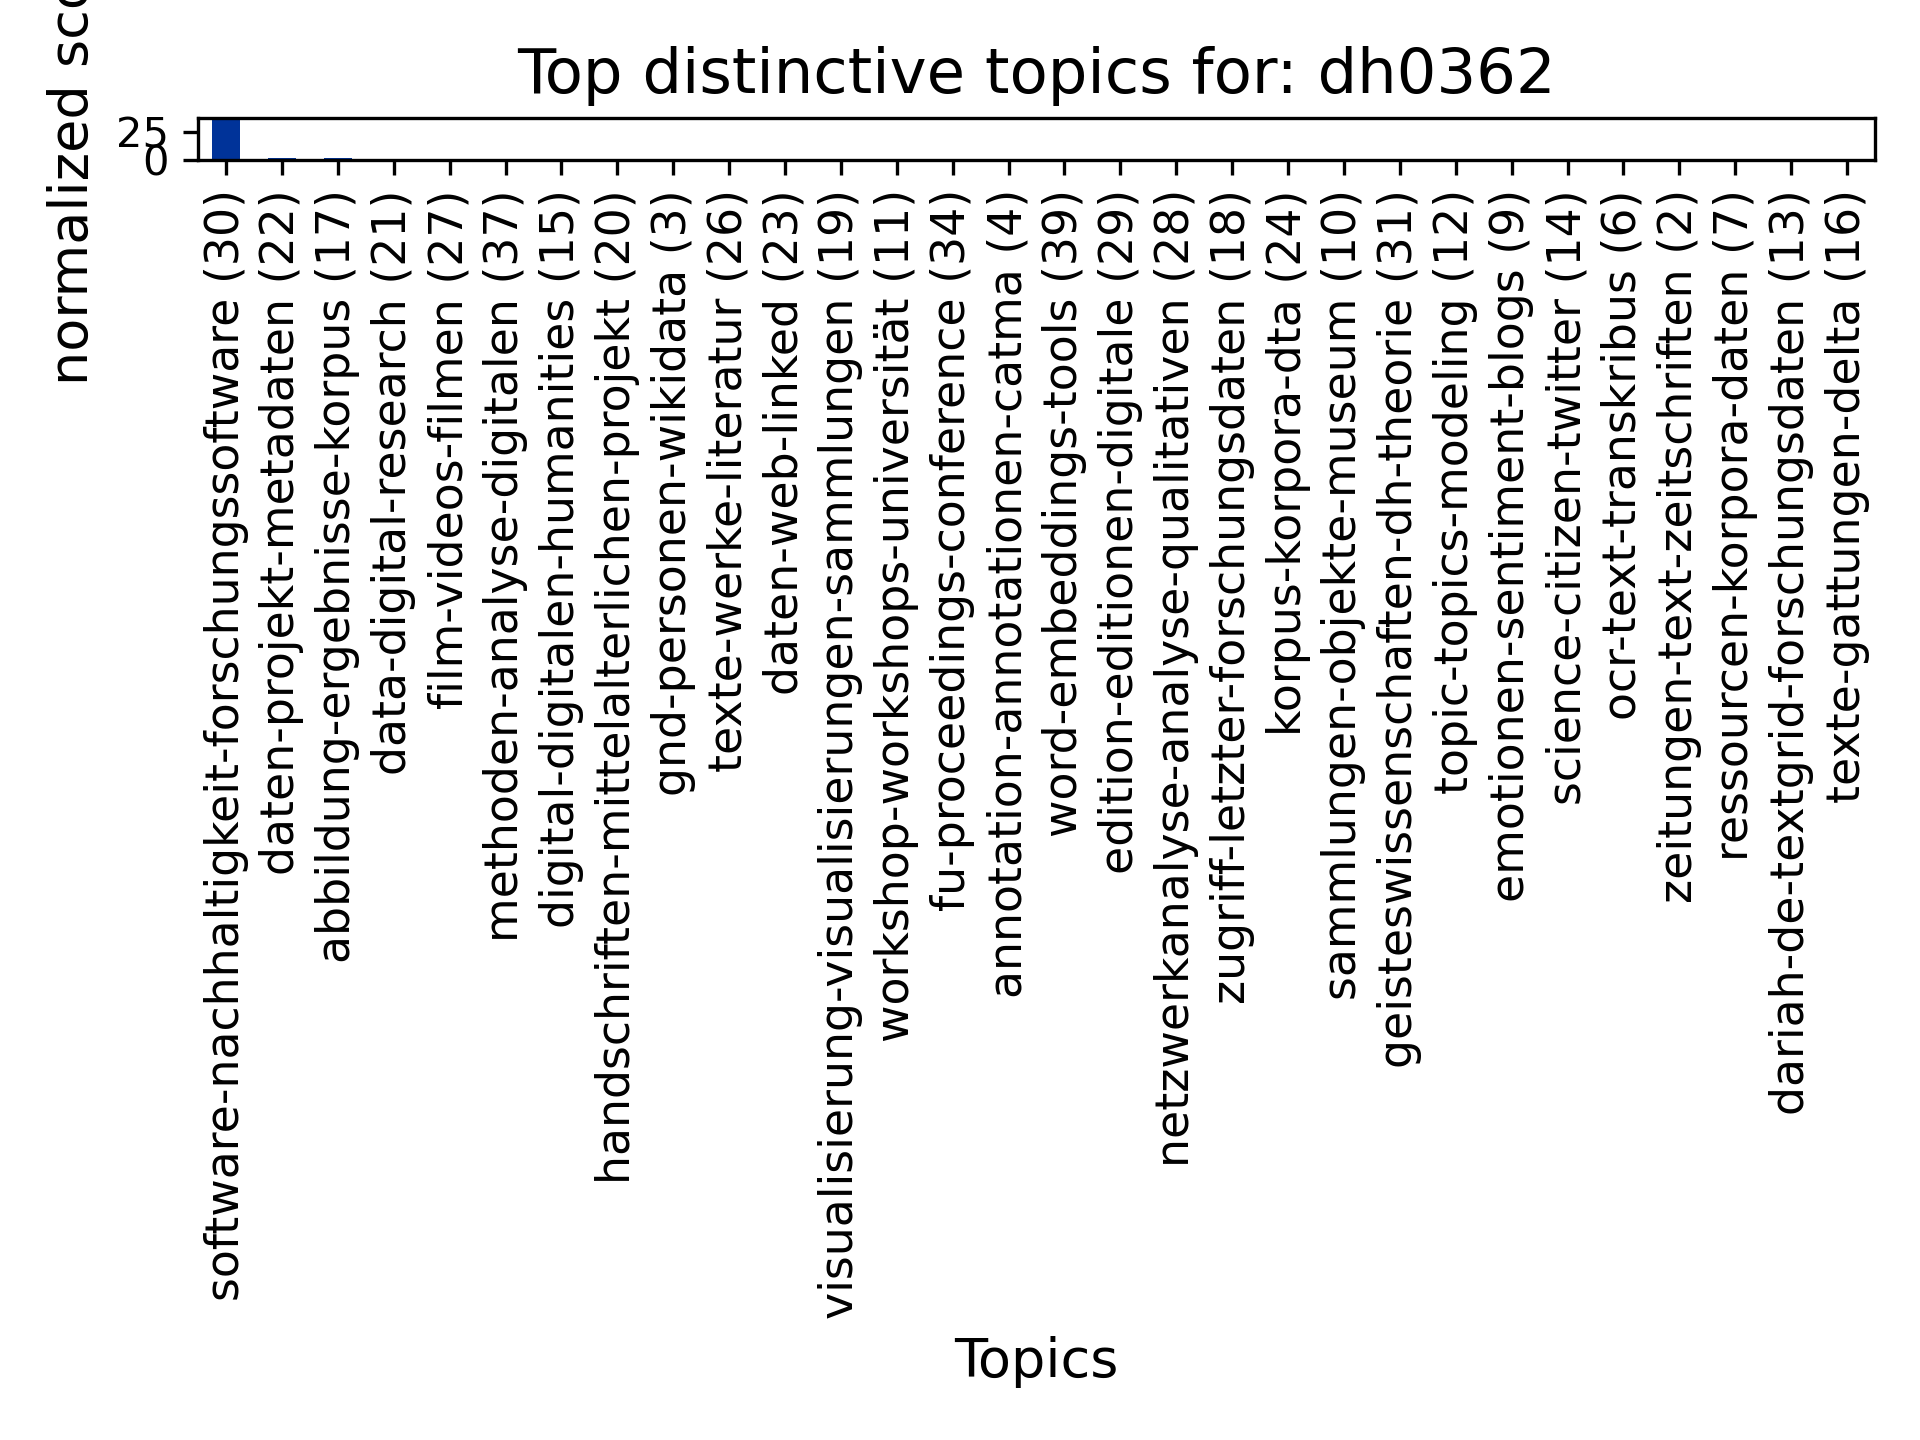 Top distinctive topics for: dh0362
normalized
25
0
software-nachhaltigkeit-forschungssoftware (30)
daten-projekt-metadaten (22)
abbildung-ergebnisse-korpus (17)
data-digital-research (21)
film-videos-filmen (27)
methoden-analyse-digitalen (37)
digital-digitalen-humanities (15)
handschriften-mittelalterlichen-projekt (20)
gnd-personen-wikidata (3)
texte-werke-literatur (26)
daten-web-linked (23)
visualisierung-visualisierungen-sammlungen (19)
workshop-workshops-universität (11)
fu-proceedings-conference (34)
annotation-annotationen-catma (4)
word-embeddings-tools (39)
edition-editionen-digitale (29)
netzwerkanalyse-analyse-qualitativen (28)
zugriff-letzter-forschungsdaten (18)
korpus-korpora-dta (24)
sammlungen-objekte-museum (10)
geisteswissenschaften-dh-theorie (31)
topic-topics-modeling (12)
emotionen-sentiment-blogs (9)
science-citizen-twitter (14)
ocr-text-transkribus (6)
zeitungen-text-zeitschriften (2)
ressourcen-korpora-daten (7)
dariah-de-textgrid-forschungsdaten (13)
texte-gattungen-delta (16)
Topics